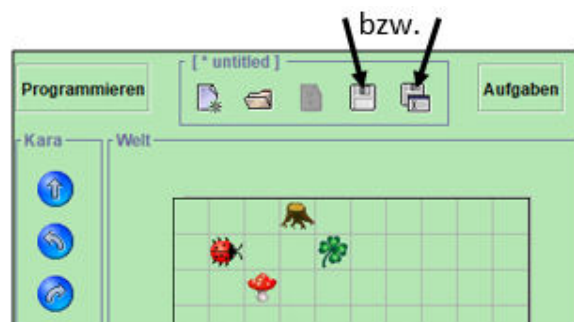 bzw.
[ * untitled ]
Programmieren
Aufgaben
Kara
Welt